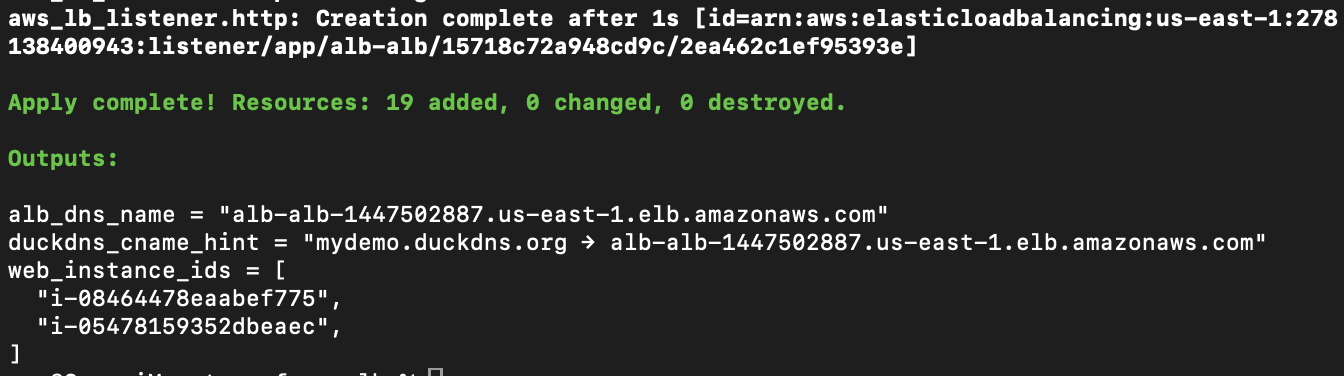 aws_lb_listener.http: Creation complete after 1s [id=arn:aws:elasticloadbalancing:us-east-1:278
138400943:listener/app/alb-alb/15718c72a948cd9c/2ea462c1ef95393e]
Apply complete! Resources: 19 added, 0 changed, 0 destroyed.
Outputs:
alb_dns_name = "alb-alb-1447502887.us-east-1.elb.amazonaws.com"
duckdns_cname_hint = "mydemo.duckdns.org → alb-alb-1447502887.us-east-1.elb.amazonaws.com"
web_instance_ids = [
"i-08464478eaabef775",
"i-05478159352dbeaec",
]